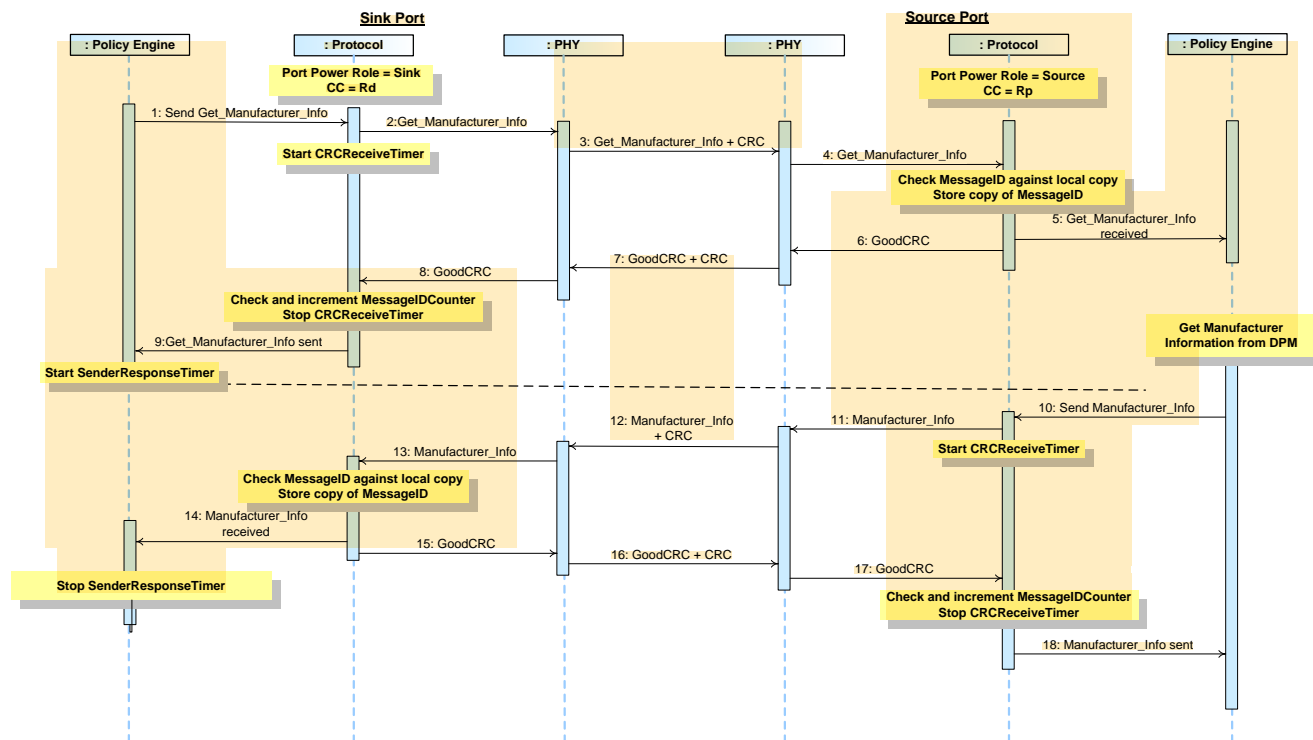 Sink Port
Source Port
: Policy Engine
: Protocol
: PHY
: PHY
: Protocol
: Policy Engine
Port Power Role = Sink
CC = Rd
Port Power Role = Source
CC = Rp
1: Send Get_Manufacturer_Info
2:Get_Manufacturer_Info
Start CRCReceiveTimer
3: Get_Manufacturer_Info + CRC
4: Get_Manufacturer_Info
Check MessageID against local copy
Store copy of MessageID
5: Get_Manufacturer_Info
received
6: GoodCRC
7: GoodCRC + CRC
8: GoodCRC
Check and increment MessageIDCounter
Stop CRCReceiveTimer
9:Get_Manufacturer_Info sent
Start SenderResponseTimer
Get Manufacturer
Information from DPM
10: Send Manufacturer_Info
11: Manufacturer_Info
Start CRCReceiveTimer
12: Manufacturer_Info
+ CRC
13: Manufacturer_Info
Check MessageID against local copy
Store copy of MessageID
14: Manufacturer_Info
received
15: GoodCRC
16: GoodCRC + CRC
17: GoodCRC
Stop SenderResponseTimer
Check and increment MessageIDCounter
Stop CRCReceiveTimer
18: Manufacturer_Info sent